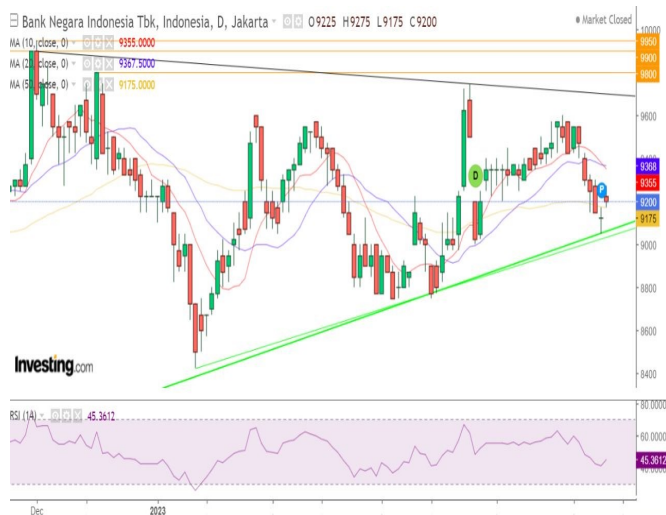 Bank Negara Indonesia Tbk, Indonesia, D, Jakarta O9225 H9275 L9175 C9200
Market Closed
MA (10, close, 0) 9355.0000
MA (20, close, 0) 9367.5000
MA (50, close, 0) 9175.0000
10000
9950
9900
9800
9600
9400
9368
9355
9200
9175
9000
8800
8600
8400
D
P
Investing.com
RSI (14) 45.3612
80.0000
60.0000
45.3612
40.0000
Dec
2023